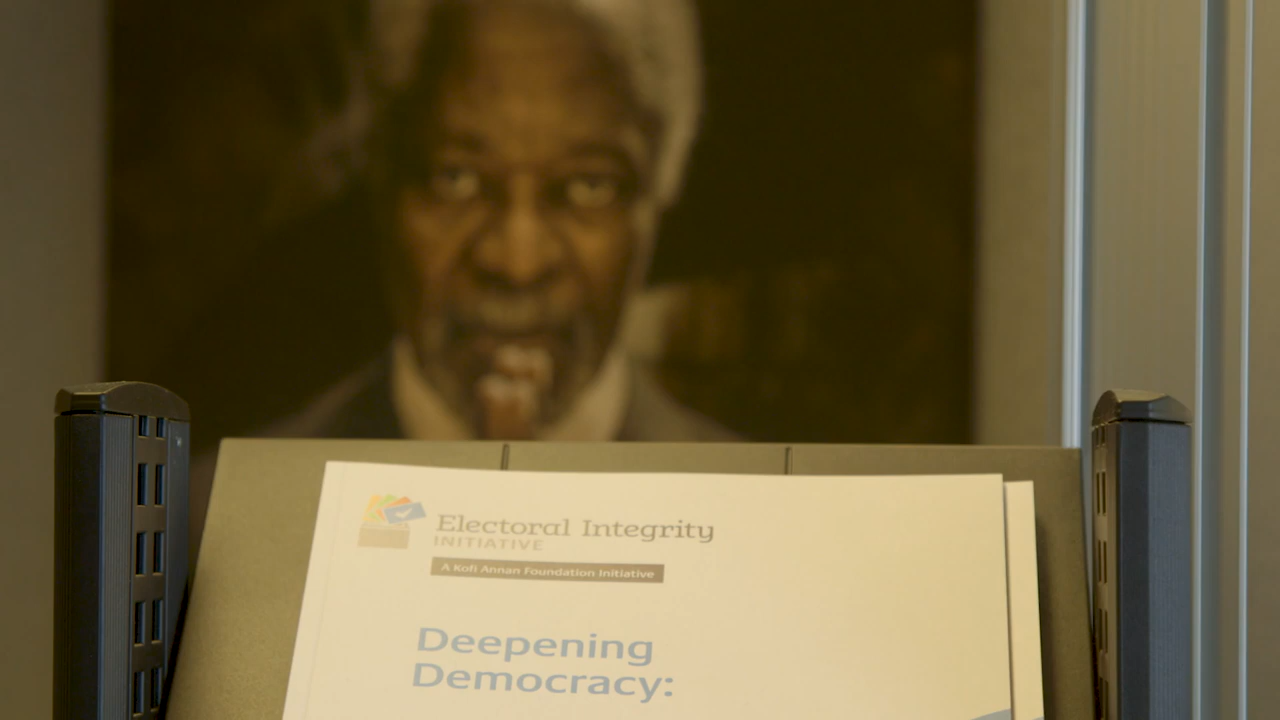 Electoral Integrity
INITIATIVE
A Kofi Annan Foundation Initiative
Deepening
Democracy: